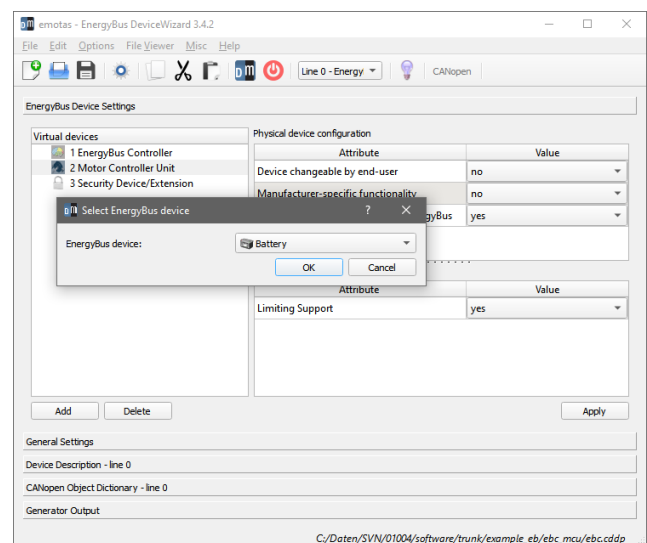 emotas - EnergyBus DeviceWizard 3.4.2
File Edit Options File Viewer Misc Help
Line 0 - Energy
CANopen
EnergyBus Device Settings
Virtual devices
1 EnergyBus Controller
2 Motor Controller Unit
3 Security Device/Extension
Physical device configuration
Attribute Value
Device changeable by end-user no
Manufacturer-specific functionality no
gyBus yes
Select EnergyBus device ?
EnergyBus device: Battery
OK Cancel
Attribute Value
Limiting Support yes
Add Delete Apply
General Settings
Device Description - line 0
CANopen Object Dictionary - line 0
Generator Output
C:/Daten/SVN/01004/software/trunk/example_eb/ebc_mcu/ebc.cddp